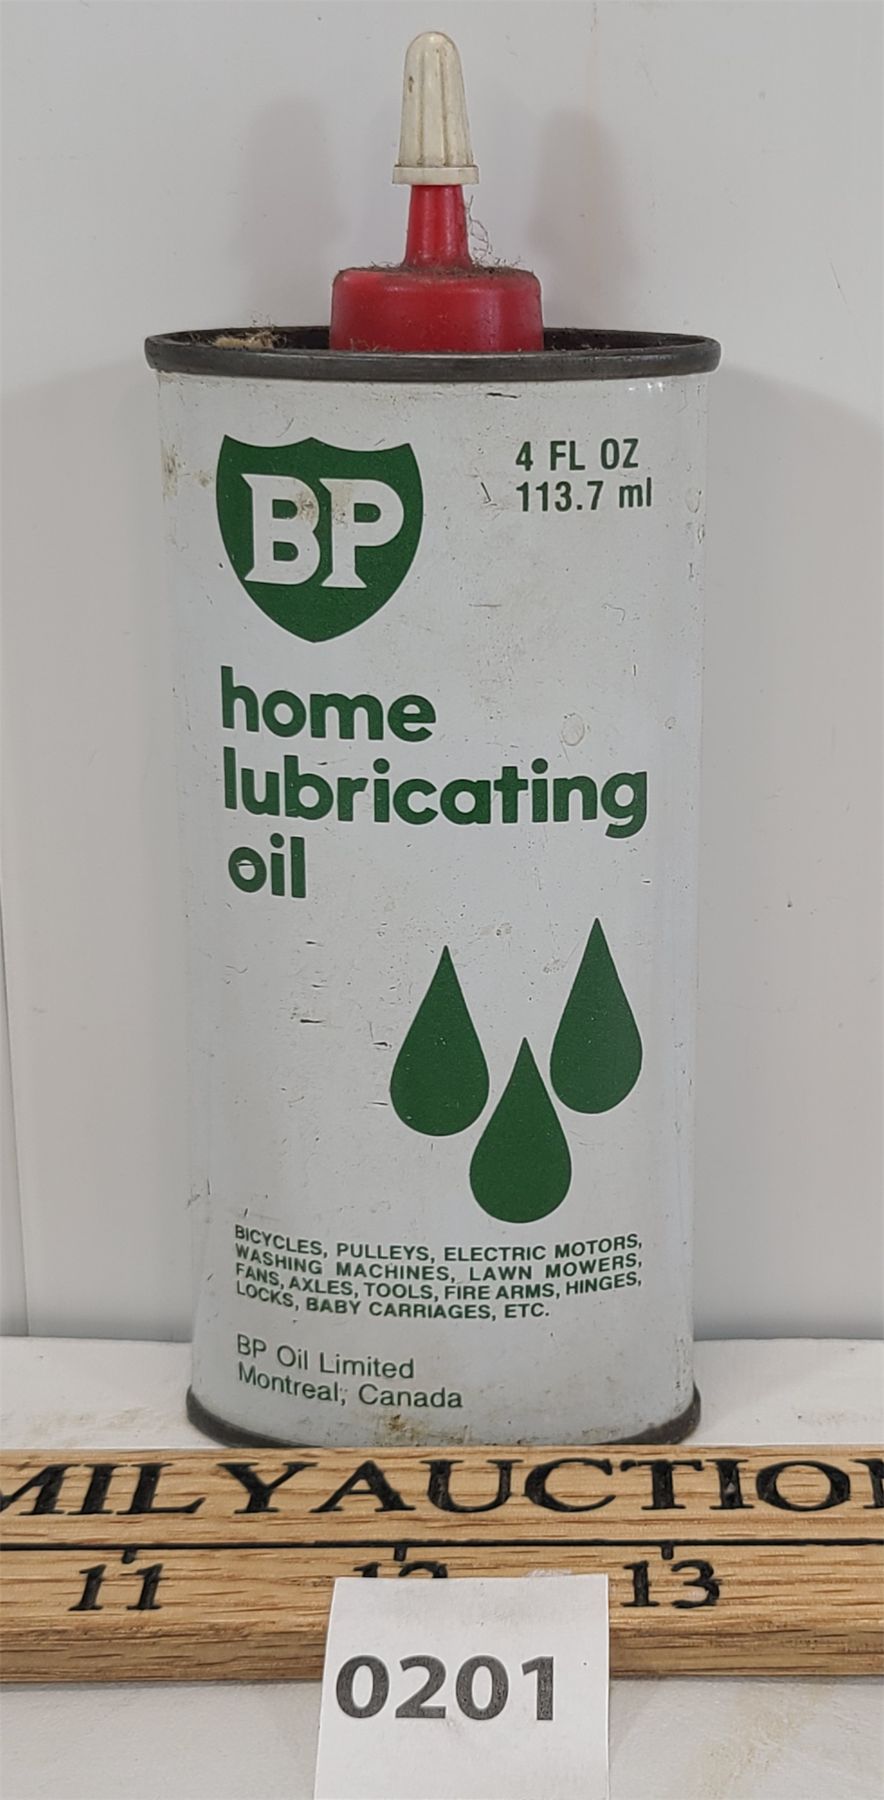 4 FL OZ
113.7 ml
BP
home
lubricating
oil
BICYCLES, PULLEYS, ELECTRIC MOTORS,
WASHING MACHINES, LAWN MOWERS,
FANS, AXLES, TOOLS, FIRE ARMS, HINGES,
LOCKS, BABY CARRIAGES, ETC.
BP Oil Limited
Montreal, Canada
MILYAUCTIO
11 12 13
0201